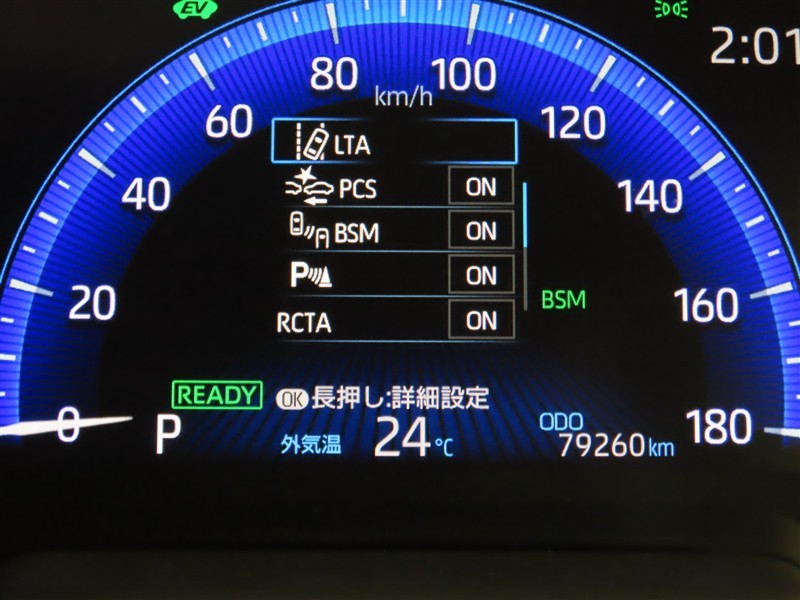 EV
2:01
80
100
km/h
60
120
LTA
40
PCS ON
140
BSM ON
20
P ON
BSM
160
RCTA ON
READY
OK 長押し:詳細設定
0
P
外気温 24℃
ODO
79260km
180